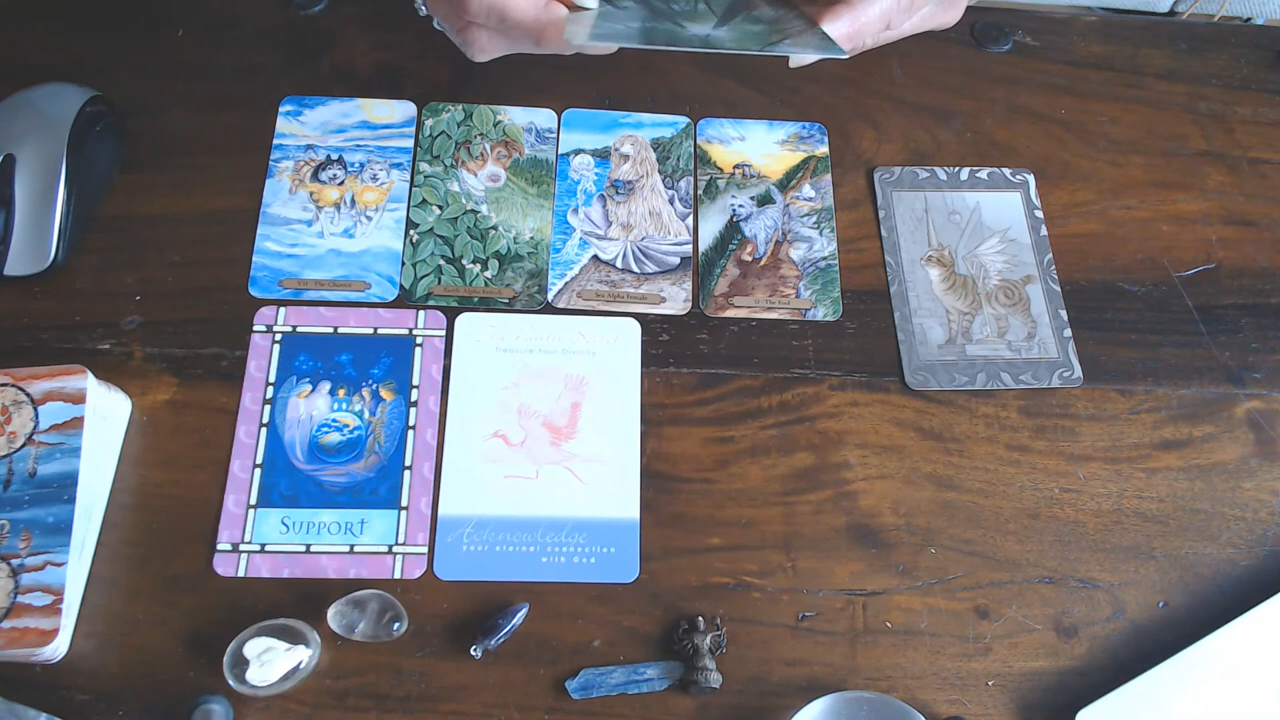 VII - The Chariot
Earth Alpha Female
Sea Alpha Female
0 - The Fool
Support
Treasure Your Divinity
Acknowledge
your eternal connection
with God